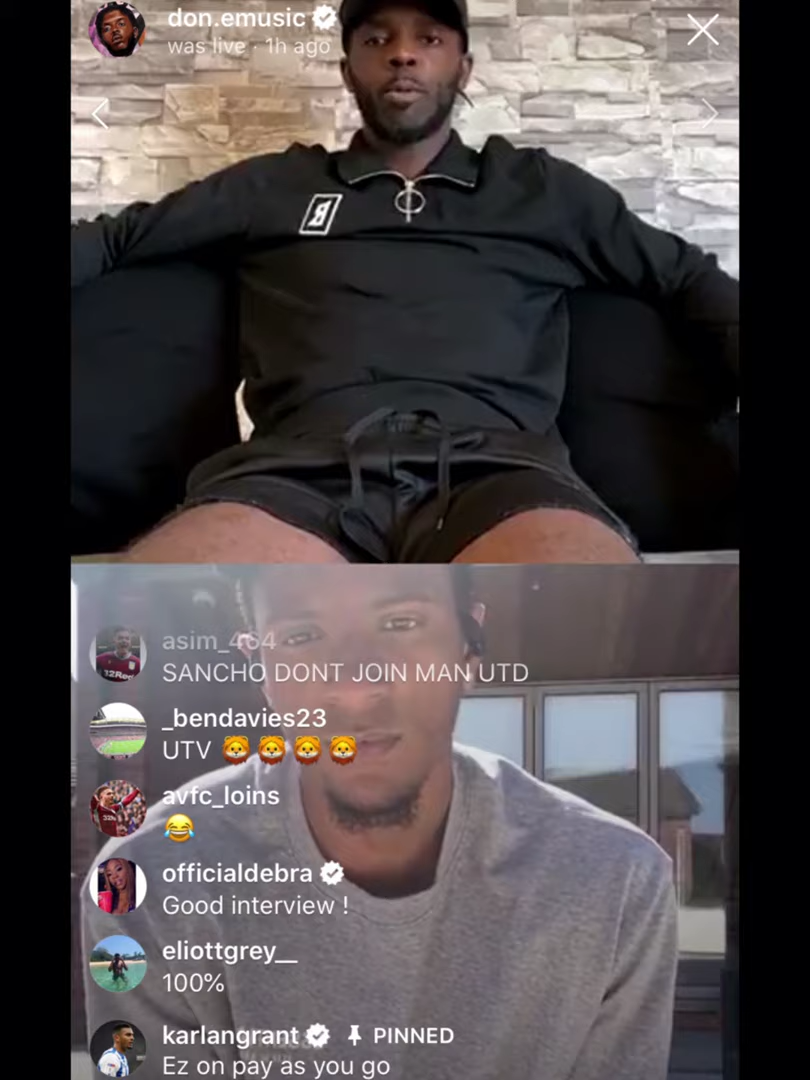 don.emusic
was live · 1h ago
asim_464
SANCHO DONT JOIN MAN UTD
_bendavies23
UTV 🦁 🦁 🦁 🦁
avfc_loins
😂
officialdebra
Good interview !
eliottgrey__
100%
karlangrant PINNED
Ez on pay as you go